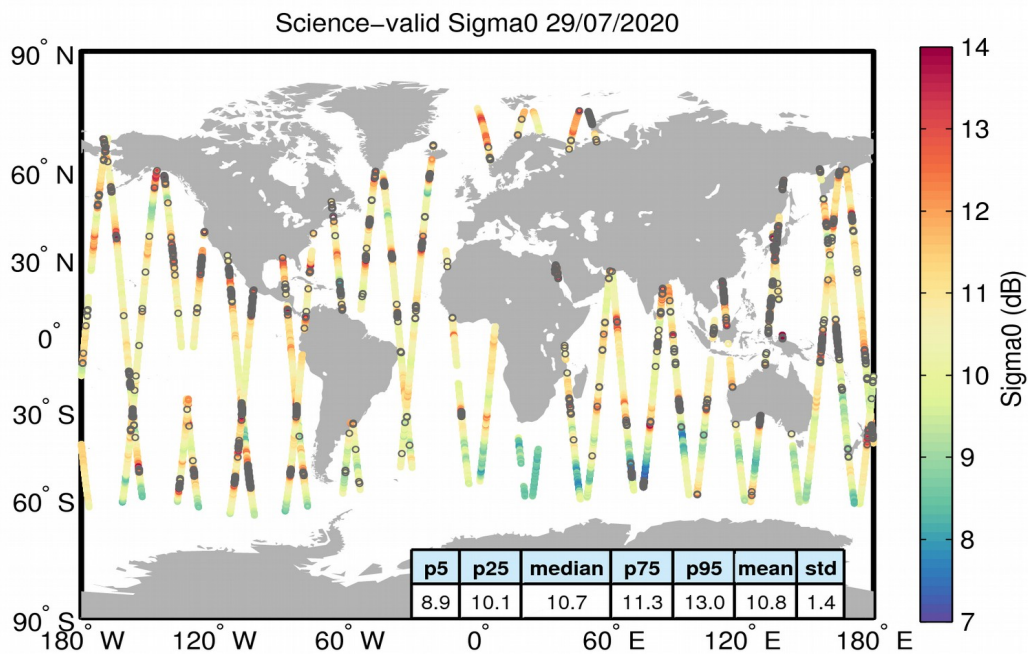 Science−valid Sigma0 29/07/2020
90° N
60° N
30° N
0°
30° S
60° S
90° S
180° W
120° W
60° W
0°
60° E
120° E
180° E
p5 p25 median p75 p95 mean std
8.9 10.1 10.7 11.3 13.0 10.8 1.4
14
13
12
11
10
9
8
7
Sigma0 (dB)